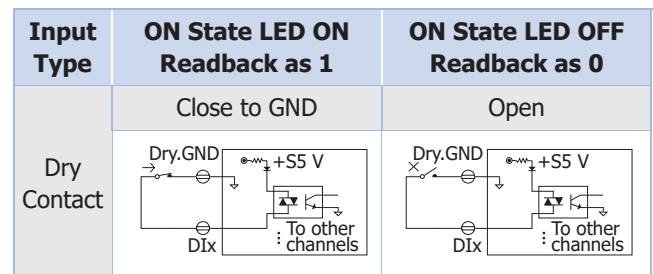 Input Type
ON State LED ON
Readback as 1
ON State LED OFF
Readback as 0
Dry Contact
Close to GND
Open
Dry.GND
+S5 V
To other
channels
DIx
Dry.GND
+S5 V
To other
channels
DIx